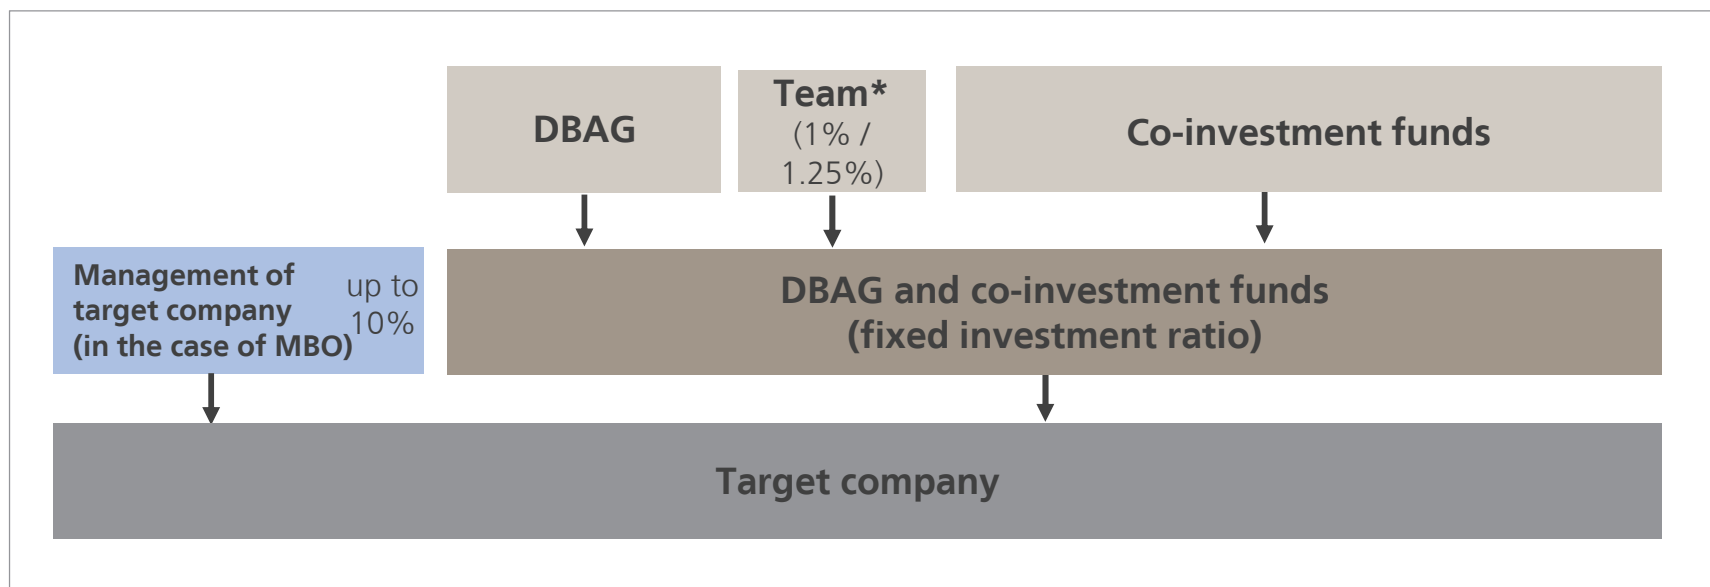 DBAG
Team*
(1% /
1.25%)
Co-investment funds
Management of
target company
(in the case of MBO)
up to
10%
DBAG and co-investment funds
(fixed investment ratio)
Target company